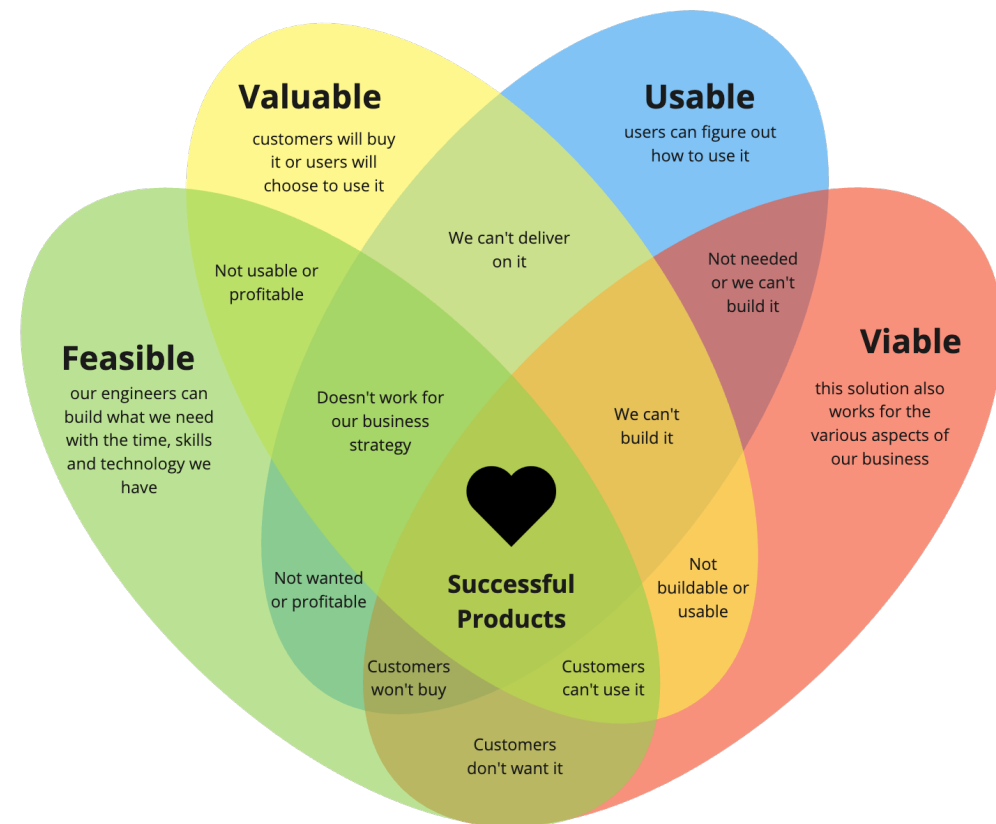 Valuable
customers will buy
it or users will
choose to use it
Usable
users can figure out
how to use it
We can't deliver
on it
Not usable or
profitable
Not needed
or we can't
build it
Feasible
our engineers can
build what we need
with the time, skills
and technology we
have
Viable
this solution also
works for the
various aspects of
our business
Doesn't work for
our business
strategy
We can't
build it
Not wanted
or profitable
Successful
Products
Not
buildable or
usable
Customers
won't buy
Customers
can't use it
Customers
don't want it